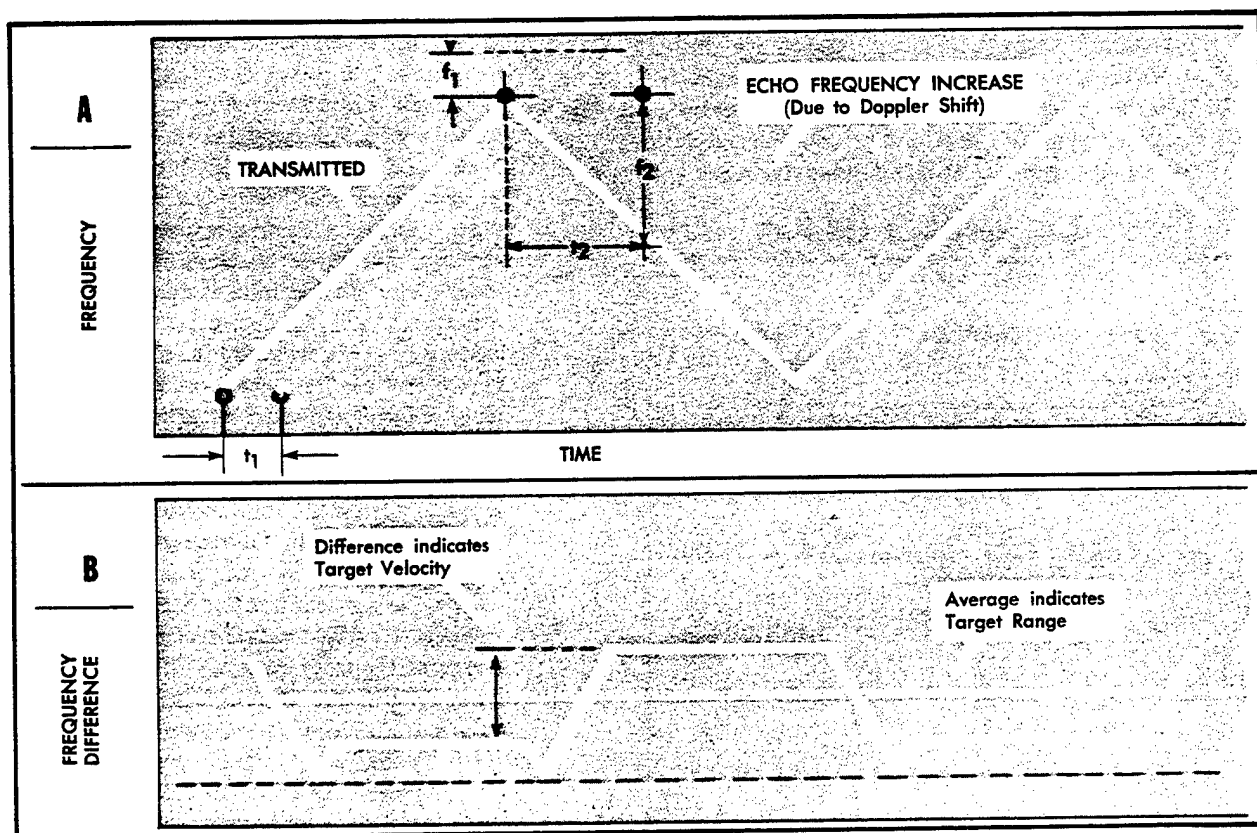 A
FREQUENCY
f1
TRANSMITTED
ECHO FREQUENCY INCREASE
(Due to Doppler Shift)
f2
t2
t1
TIME
B
FREQUENCY
DIFFERENCE
Difference indicates
Target Velocity
Average indicates
Target Range